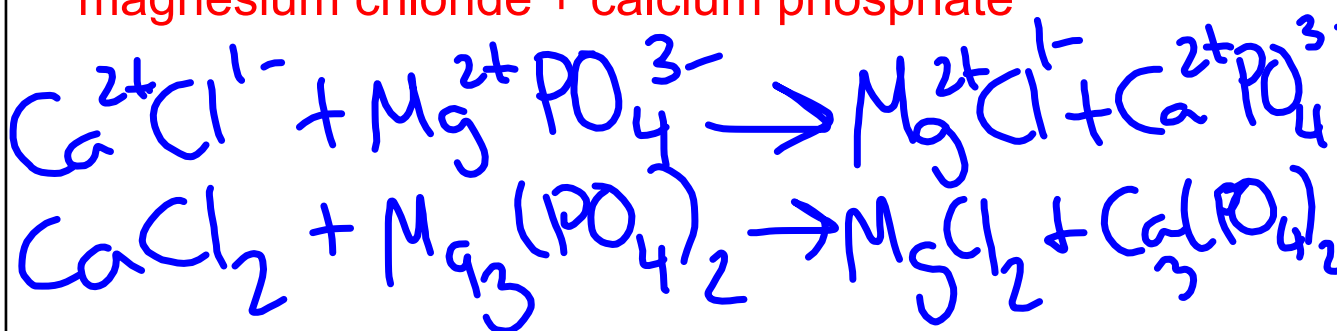 magnesium chloride + calcium phosphate
Ca²⁺Cl¹⁻ + Mg²⁺PO₄³⁻ → Mg²⁺Cl¹⁻ + Ca²⁺PO₄³⁻
CaCl₂ + Mg₃(PO₄)₂ → MgCl₂ + Ca₃(PO₄)₂